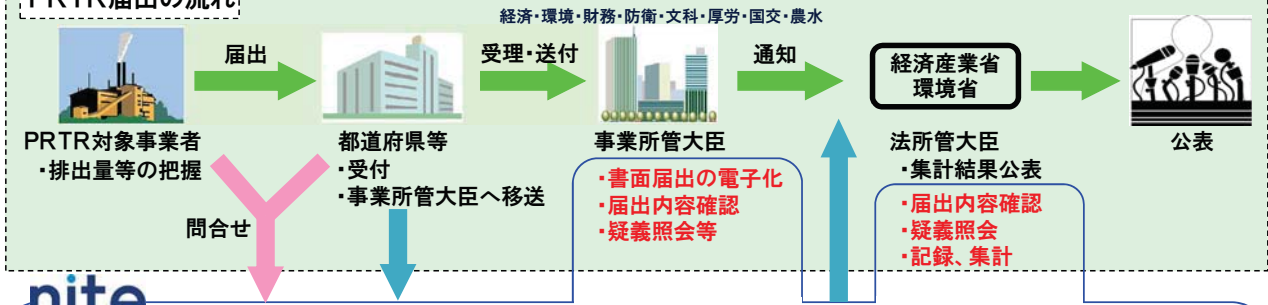 PRTR届出の流れ
経済・環境・財務・防衛・文科・厚労・国交・農水
届出
受理・送付
通知
経済産業省
環境省
PRTR対象事業者
・排出量等の把握
都道府県等
・受付
・事業所管大臣へ移送
事業所管大臣
・書面届出の電子化
・届出内容確認
・疑義照会等
法所管大臣
・集計結果公表
・届出内容確認
・疑義照会
・記録、集計
公表
問合せ
nite